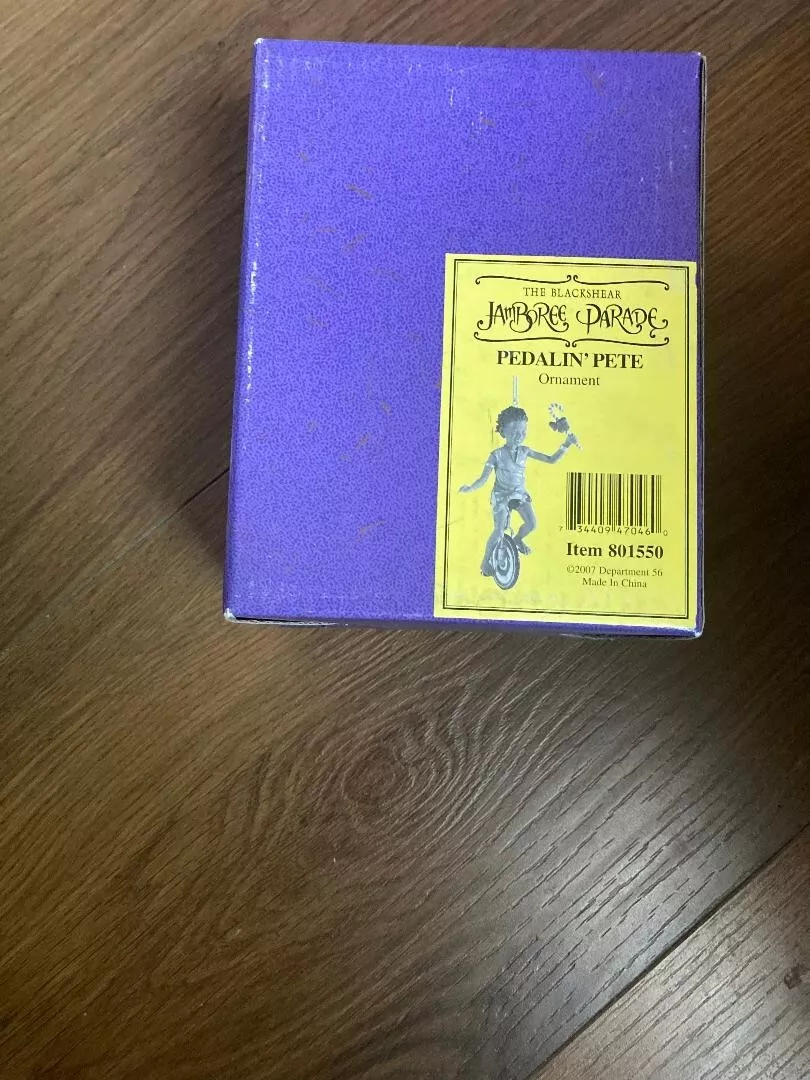 THE BLACKSHEAR
JAMBOREE PARADE
PEDALIN' PETE
Ornament
7 34409 47046 0
Item 801550
©2007 Department 56
Made In China